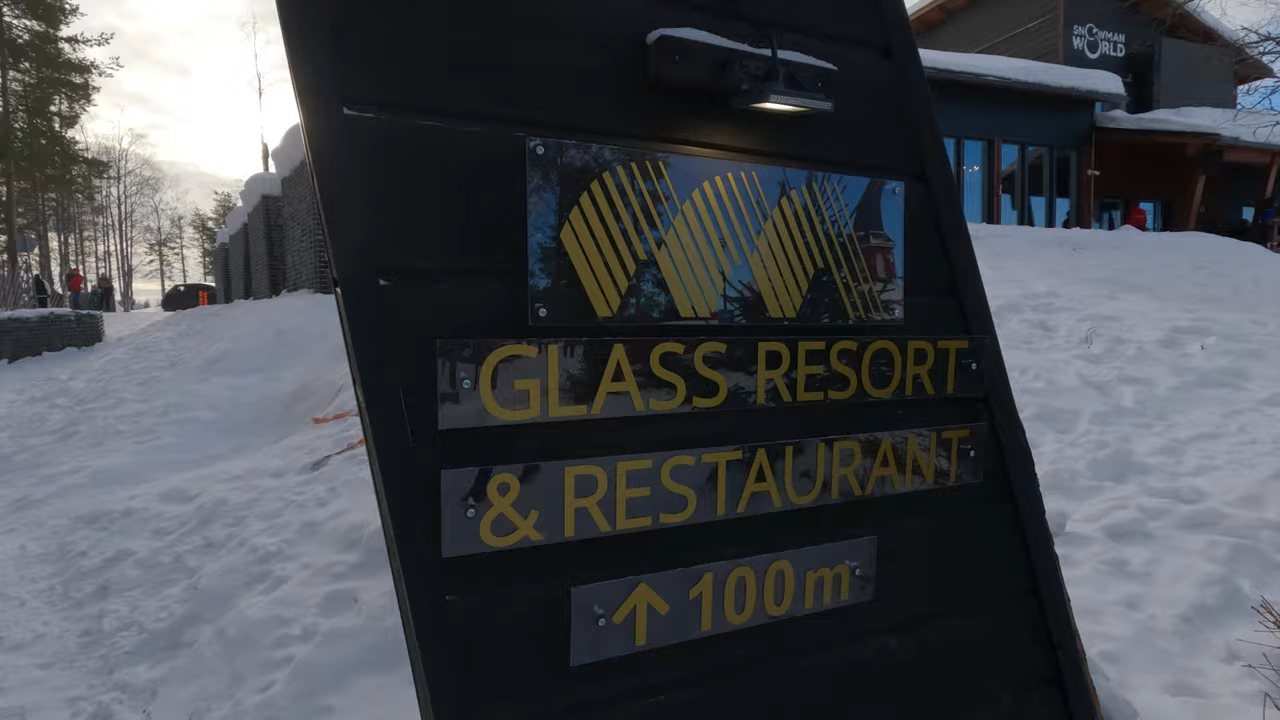 SNOWMAN
WORLD
GLASS RESORT
& RESTAURANT
↑ 100m